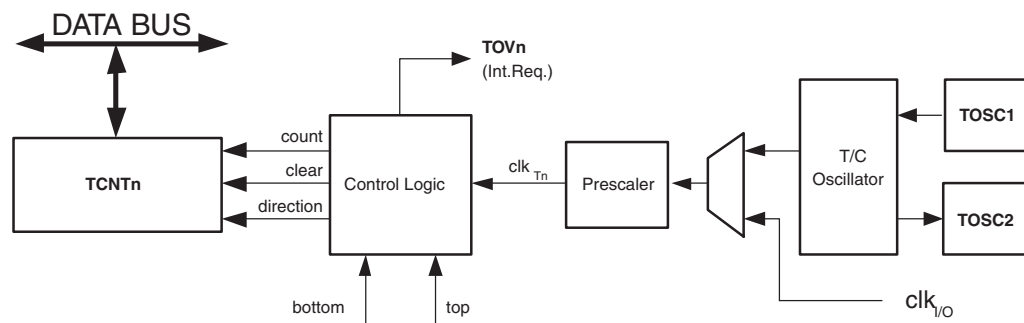 DATA BUS
TOVn
(Int.Req.)
TOSC1
count
TCNTn
clear
Control Logic
clk Tn
Prescaler
T/C
Oscillator
direction
TOSC2
bottom
top
clkI/O